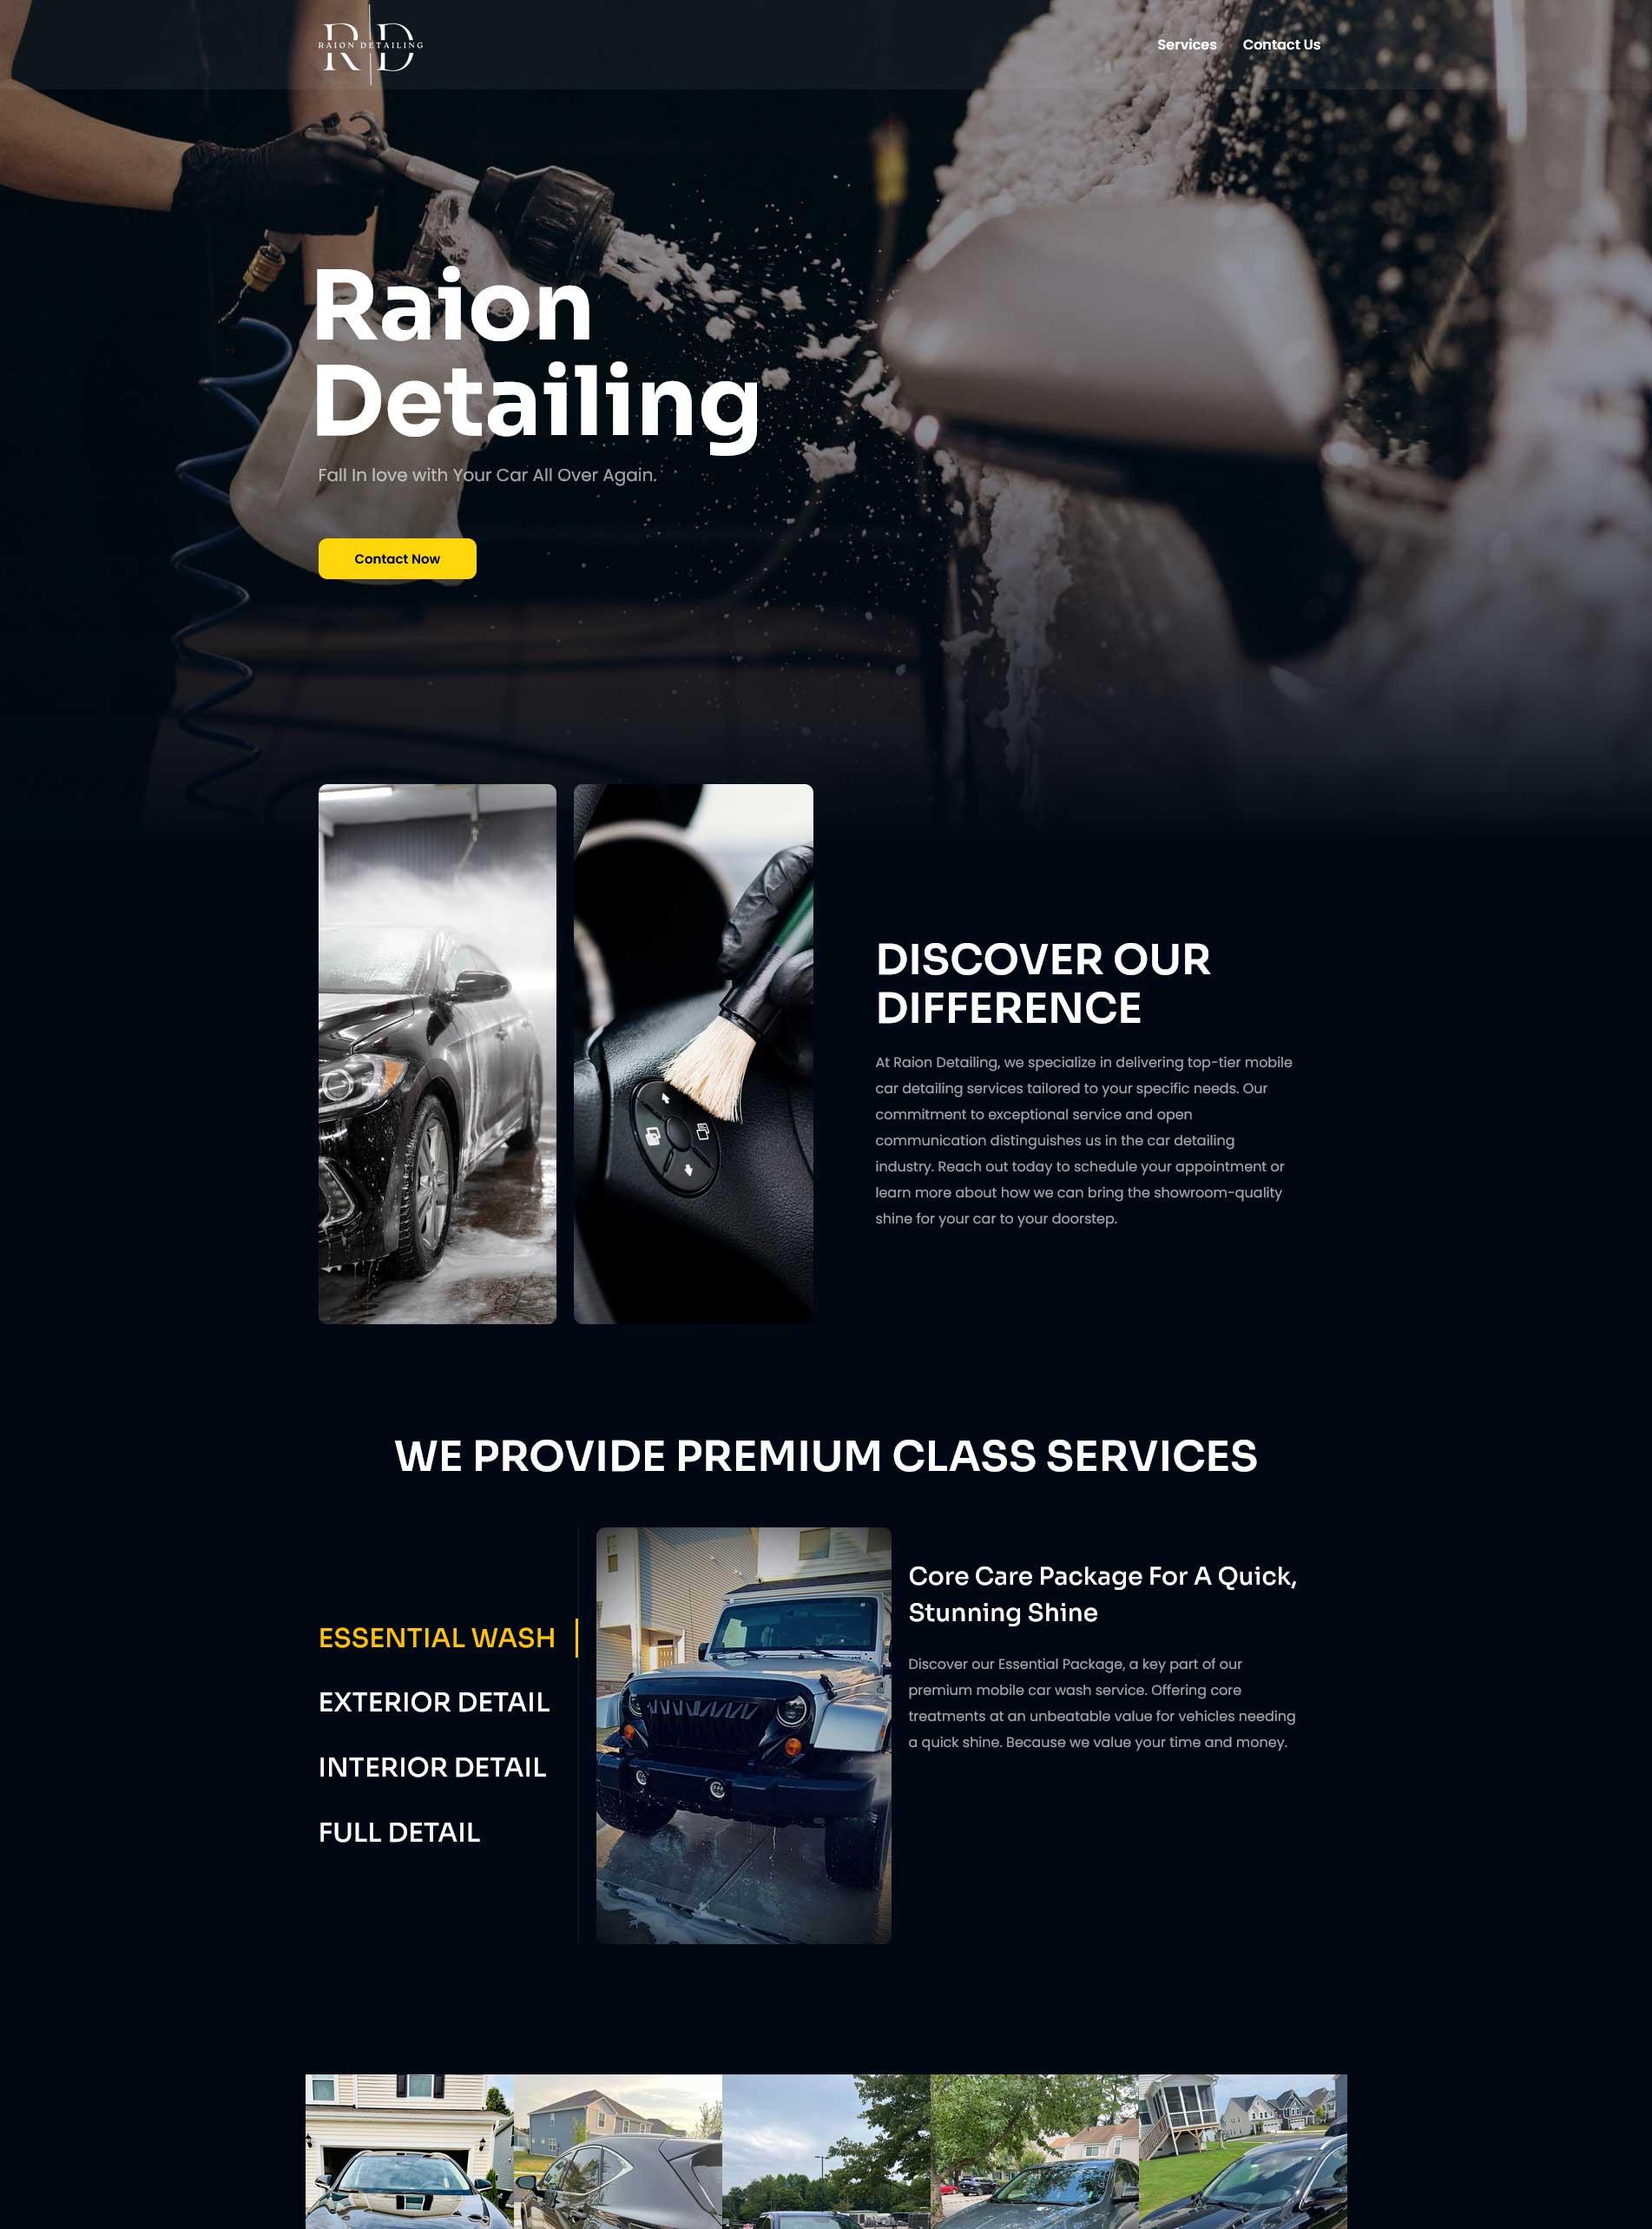 R D
RAION DETAILING
Services
Contact Us
Raion
Detailing
Fall In love with Your Car All Over Again.
Contact Now
DISCOVER OUR
DIFFERENCE
At Raion Detailing, we specialize in delivering top-tier mobile
car detailing services tailored to your specific needs. Our
commitment to exceptional service and open
communication distinguishes us in the car detailing
industry. Reach out today to schedule your appointment or
learn more about how we can bring the showroom-quality
shine for your car to your doorstep.
WE PROVIDE PREMIUM CLASS SERVICES
ESSENTIAL WASH
EXTERIOR DETAIL
INTERIOR DETAIL
FULL DETAIL
Core Care Package For A Quick,
Stunning Shine
Discover our Essential Package, a key part of our
premium mobile car wash service. Offering core
treatments at an unbeatable value for vehicles needing
a quick shine. Because we value your time and money.